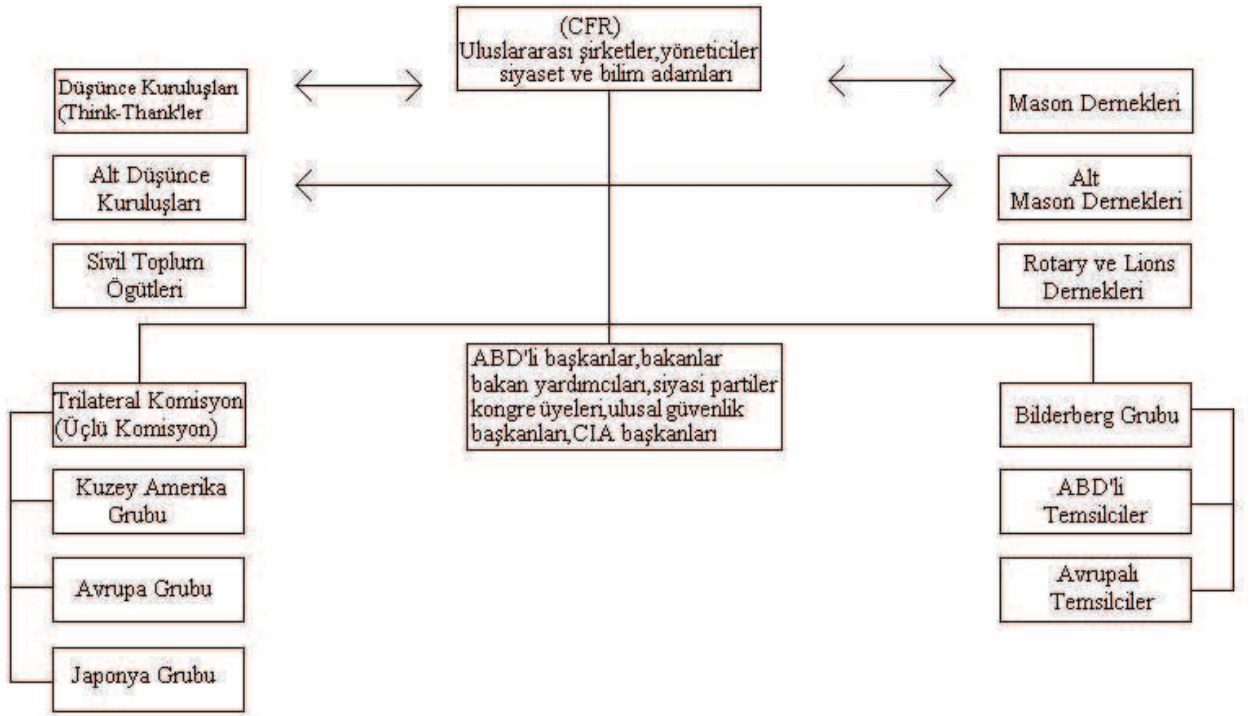 (CFR)
Uluslararası şirketler,yöneticiler
siyaset ve bilim adamları
Düşünce Kuruluşları
(Think-Thank'ler
Mason Dernekleri
Alt Düşünce
Kuruluşları
Alt
Mason Dernekleri
Sivil Toplum
Ögütleri
Rotary ve Lions
Dernekleri
ABD'li başkanlar,bakanlar
bakan yardımcıları,siyasi partiler
kongre üyeleri,ulusal güvenlik
başkanları,CIA başkanları
Trilateral Komisyon
(Üçlü Komisyon)
Kuzey Amerika
Grubu
Avrupa Grubu
Japonya Grubu
Bilderberg Grubu
ABD'li
Temsilciler
Avrupalı
Temsilciler